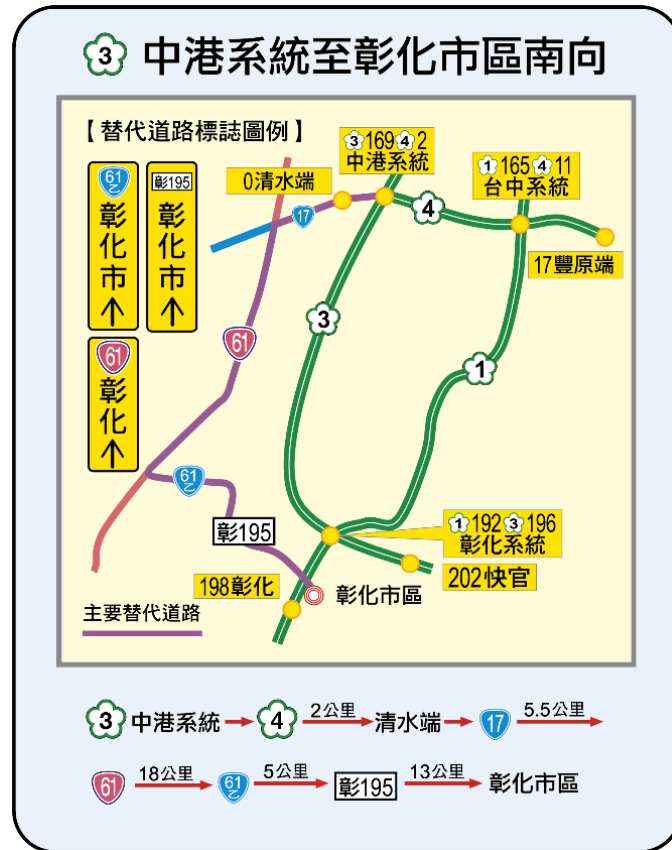 3 中港系統至彰化市區南向
【替代道路標誌圖例】
61乙 彰化市↑
彰195 彰化市↑
61 彰化↑
3 169 4 2
中港系統
1 165 4 11
台中系統
0清水端
17
4
17豐原端
3
61
1
61乙
彰195
1 192 3 196
彰化系統
202快官
198彰化
彰化市區
主要替代道路
3 中港系統 → 4 2公里 → 清水端 → 17 5.5公里 →
61 18公里 → 61乙 5公里 → 彰195 13公里 → 彰化市區